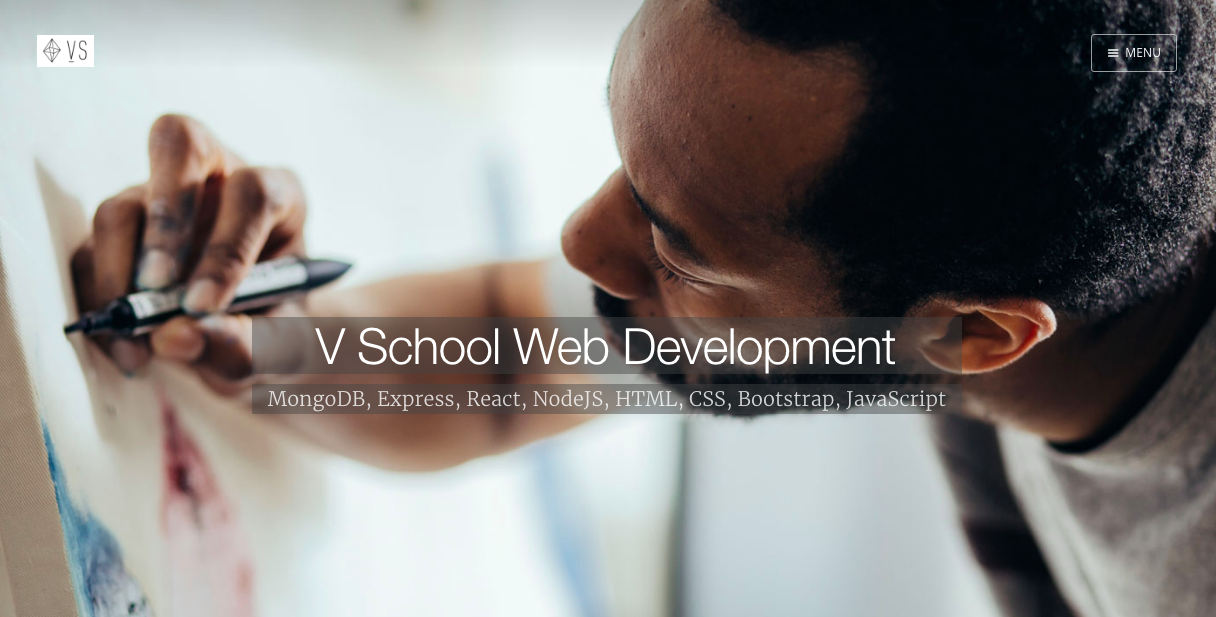 VS
MENU
V School Web Development
MongoDB, Express, React, NodeJS, HTML, CSS, Bootstrap, JavaScript